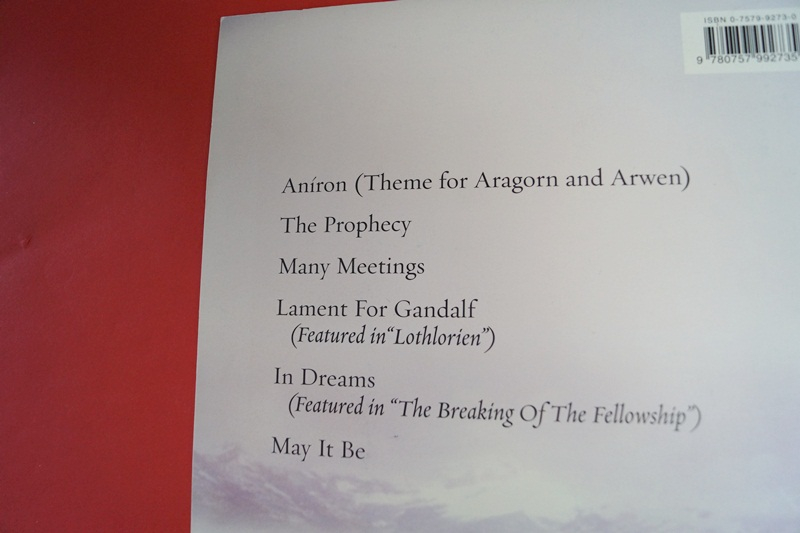 ISBN 0-7579-9273-0
9 780757 992735
Aníron (Theme for Aragorn and Arwen)
The Prophecy
Many Meetings
Lament For Gandalf
(Featured in“Lothlorien”)
In Dreams
(Featured in “The Breaking Of The Fellowship”)
May It Be